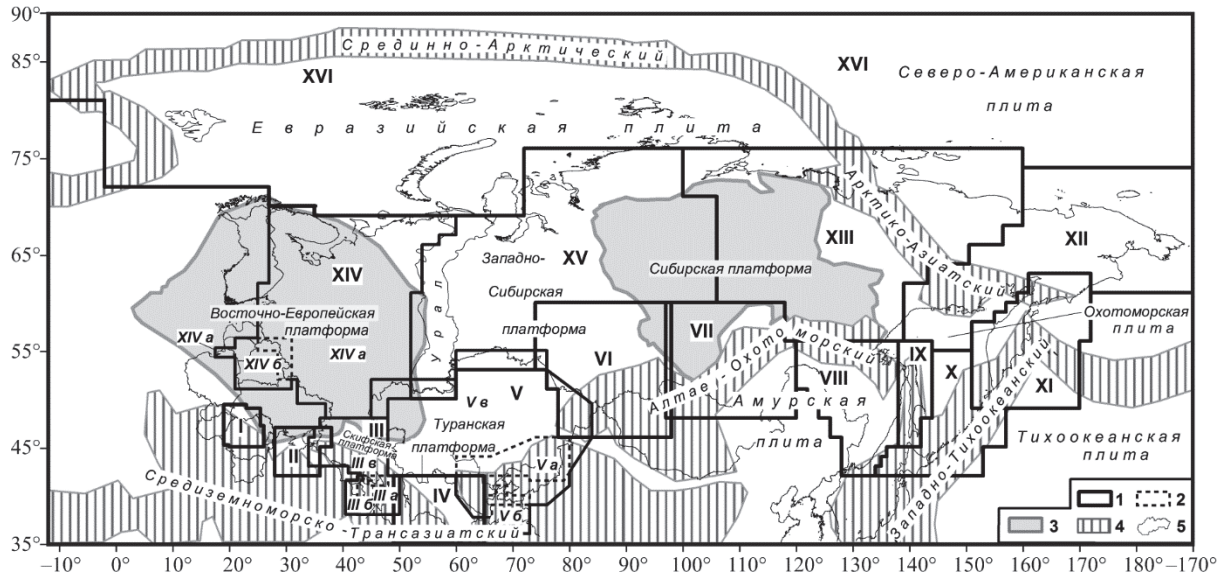 90°
85°
75°
65°
55°
45°
35°
Срединно-Арктический
XVI
XVI
Северо-Американская
плита
Евразийская плита
Арктико-Азиатский
XII
XIII
XIV
XV
Западно-
Сибирская
платформа
Сибирская платформа
Урал
Восточно-Европейская
платформа
XIV а
XIV а
XIV б
Охотоморская
плита
VII
VI
Алтае-Охотоморский
VIII
IX
X
XI
Амурская
плита
V
V в
Туранская
платформа
III
Скифская
платформа
III в
III а
III б
I
II
IV
V а
V б
Западно-Тихоокеанский
Тихоокеанская
плита
Средиземноморско-
-Трансазиатский
1 2
3 4 5
−10° 0° 10° 20° 30° 40° 50° 60° 70° 80° 90° 100° 110° 120° 130° 140° 150° 160° 170° 180° −170°